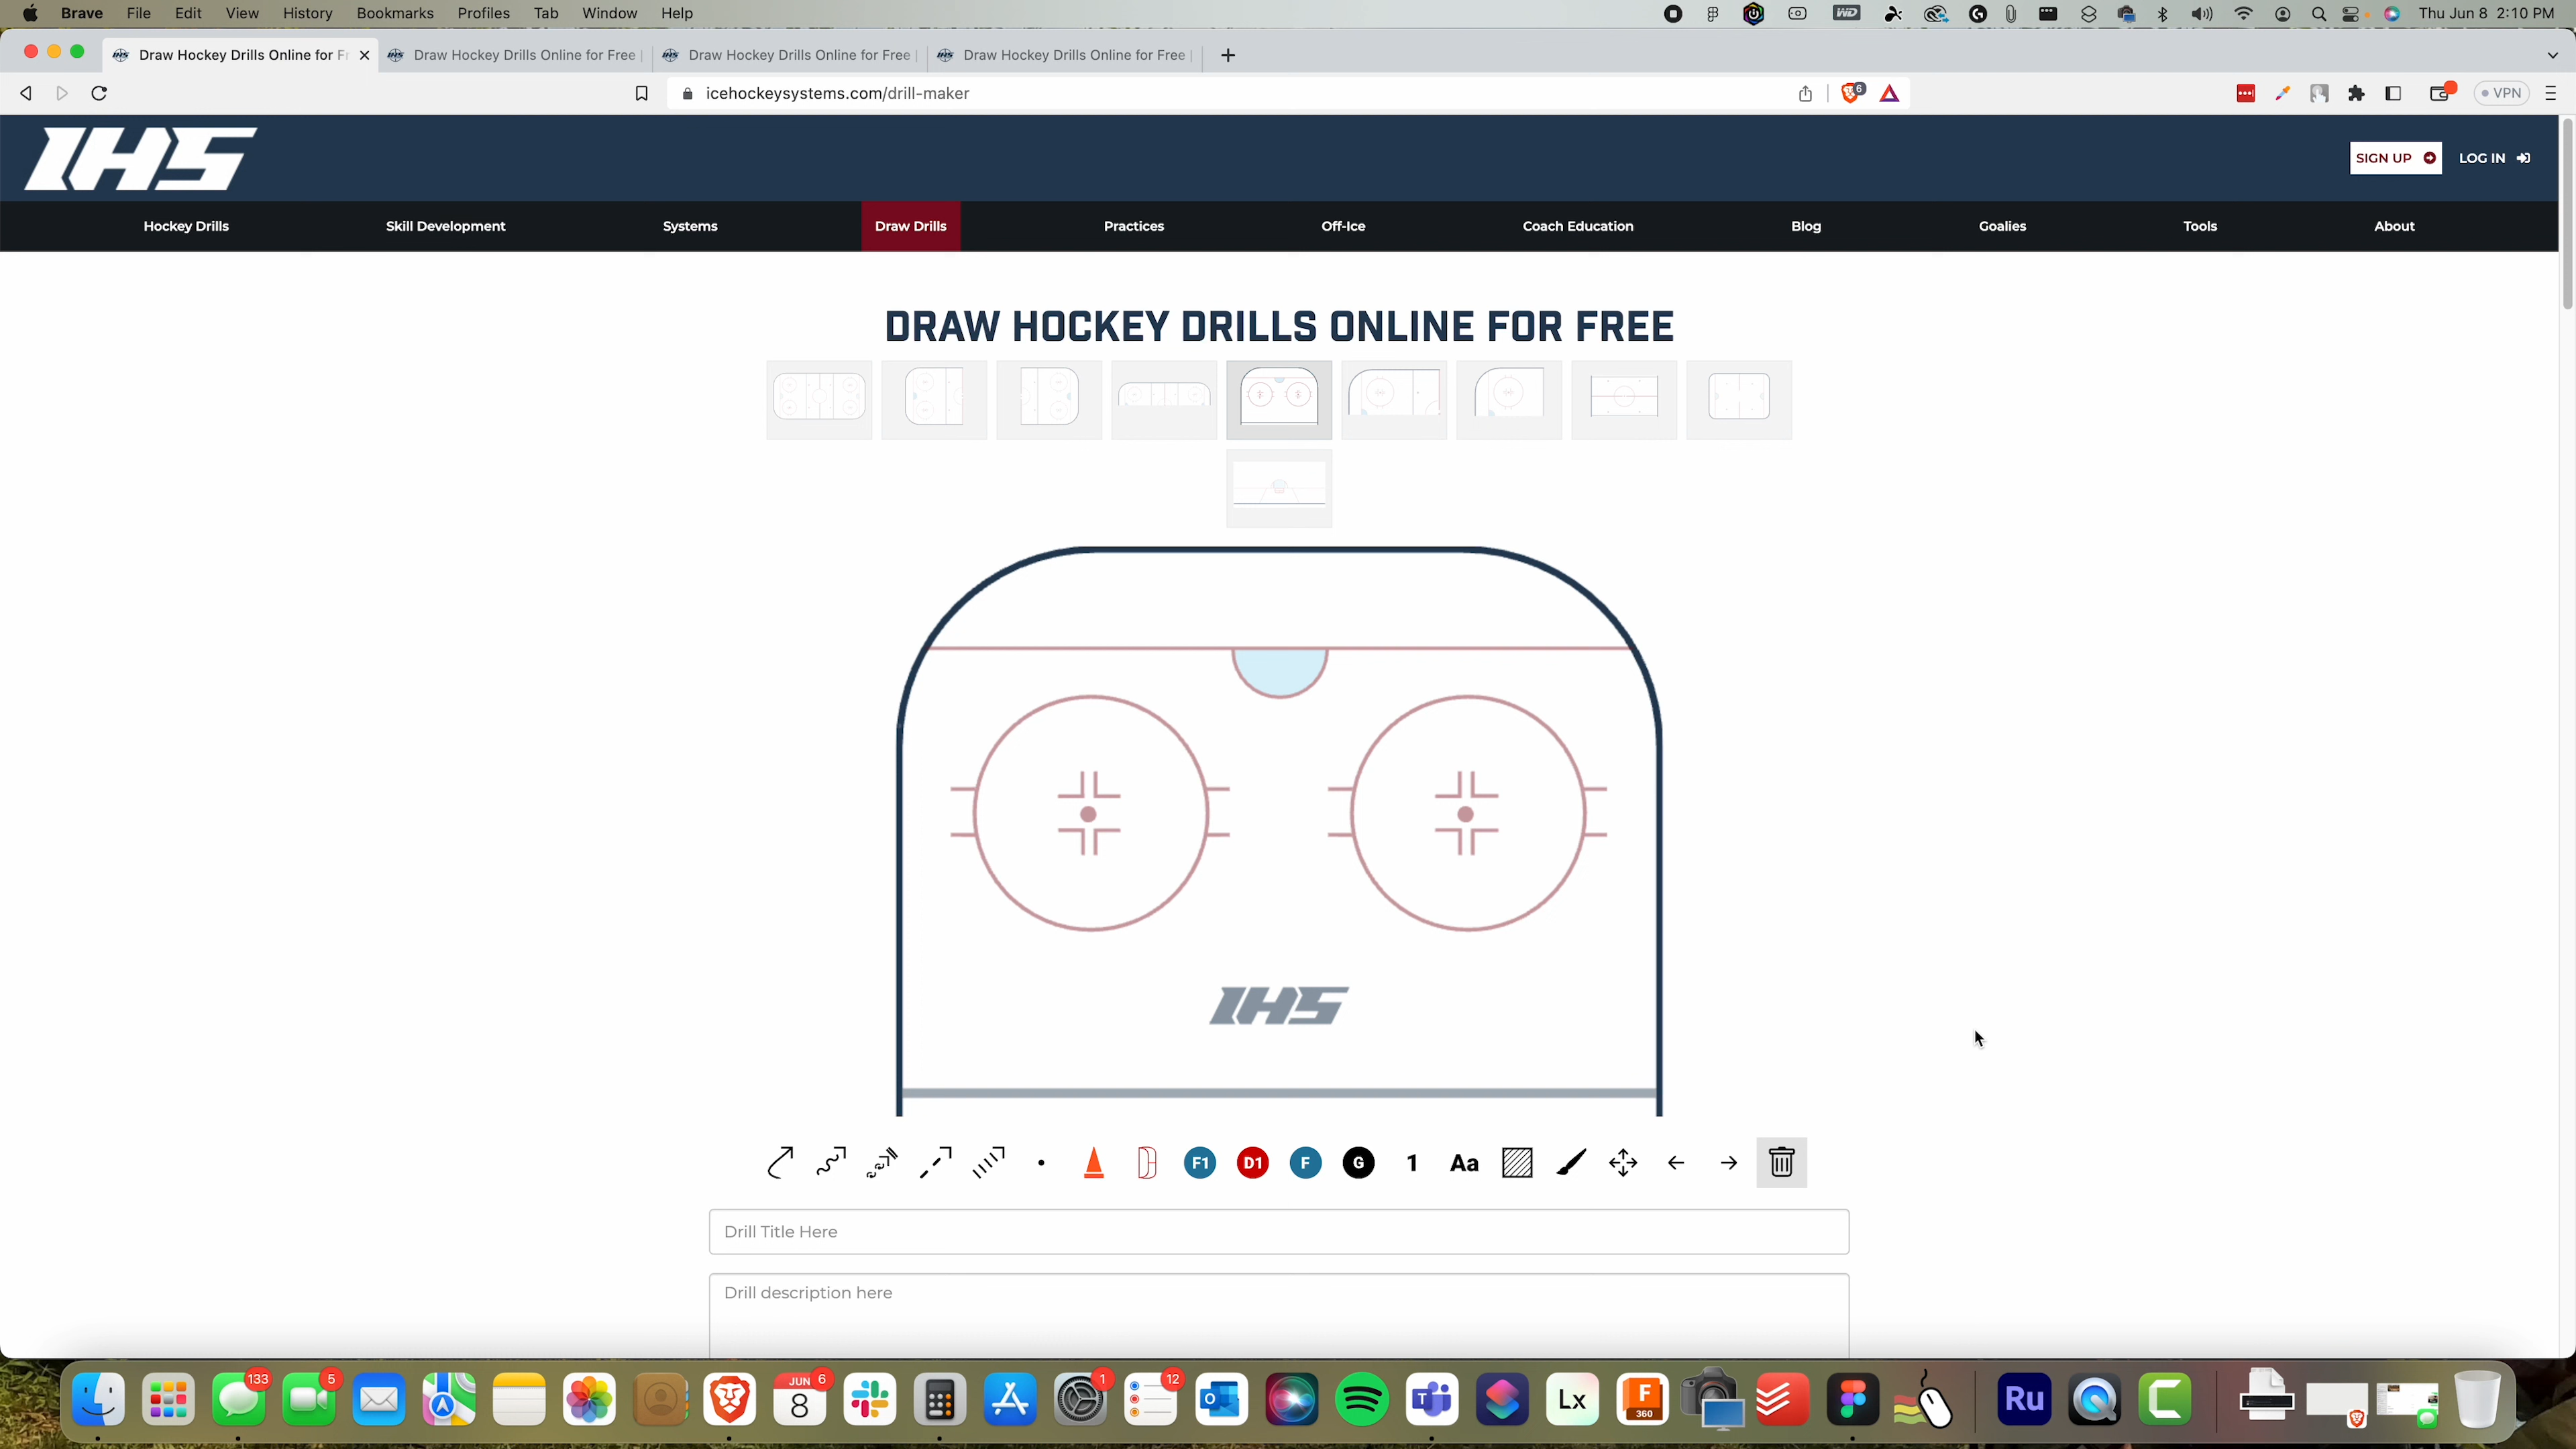 Brave File Edit View History Bookmarks Profiles Tab Window Help Thu Jun 8 2:10 PM
Draw Hockey Drills Online for Fr Draw Hockey Drills Online for Free | Draw Hockey Drills Online for Free | Draw Hockey Drills Online for Free |
icehockeysystems.com/drill-maker 6 VPN
IHS SIGN UP LOG IN
Hockey Drills Skill Development Systems Draw Drills Practices Off-Ice Coach Education Blog Goalies Tools About
DRAW HOCKEY DRILLS ONLINE FOR FREE
IHS
F1 D1 F G 1 Aa
Drill Title Here
Drill description here
133 5 JUN 8 6 1 12 Lx F 360 Ru